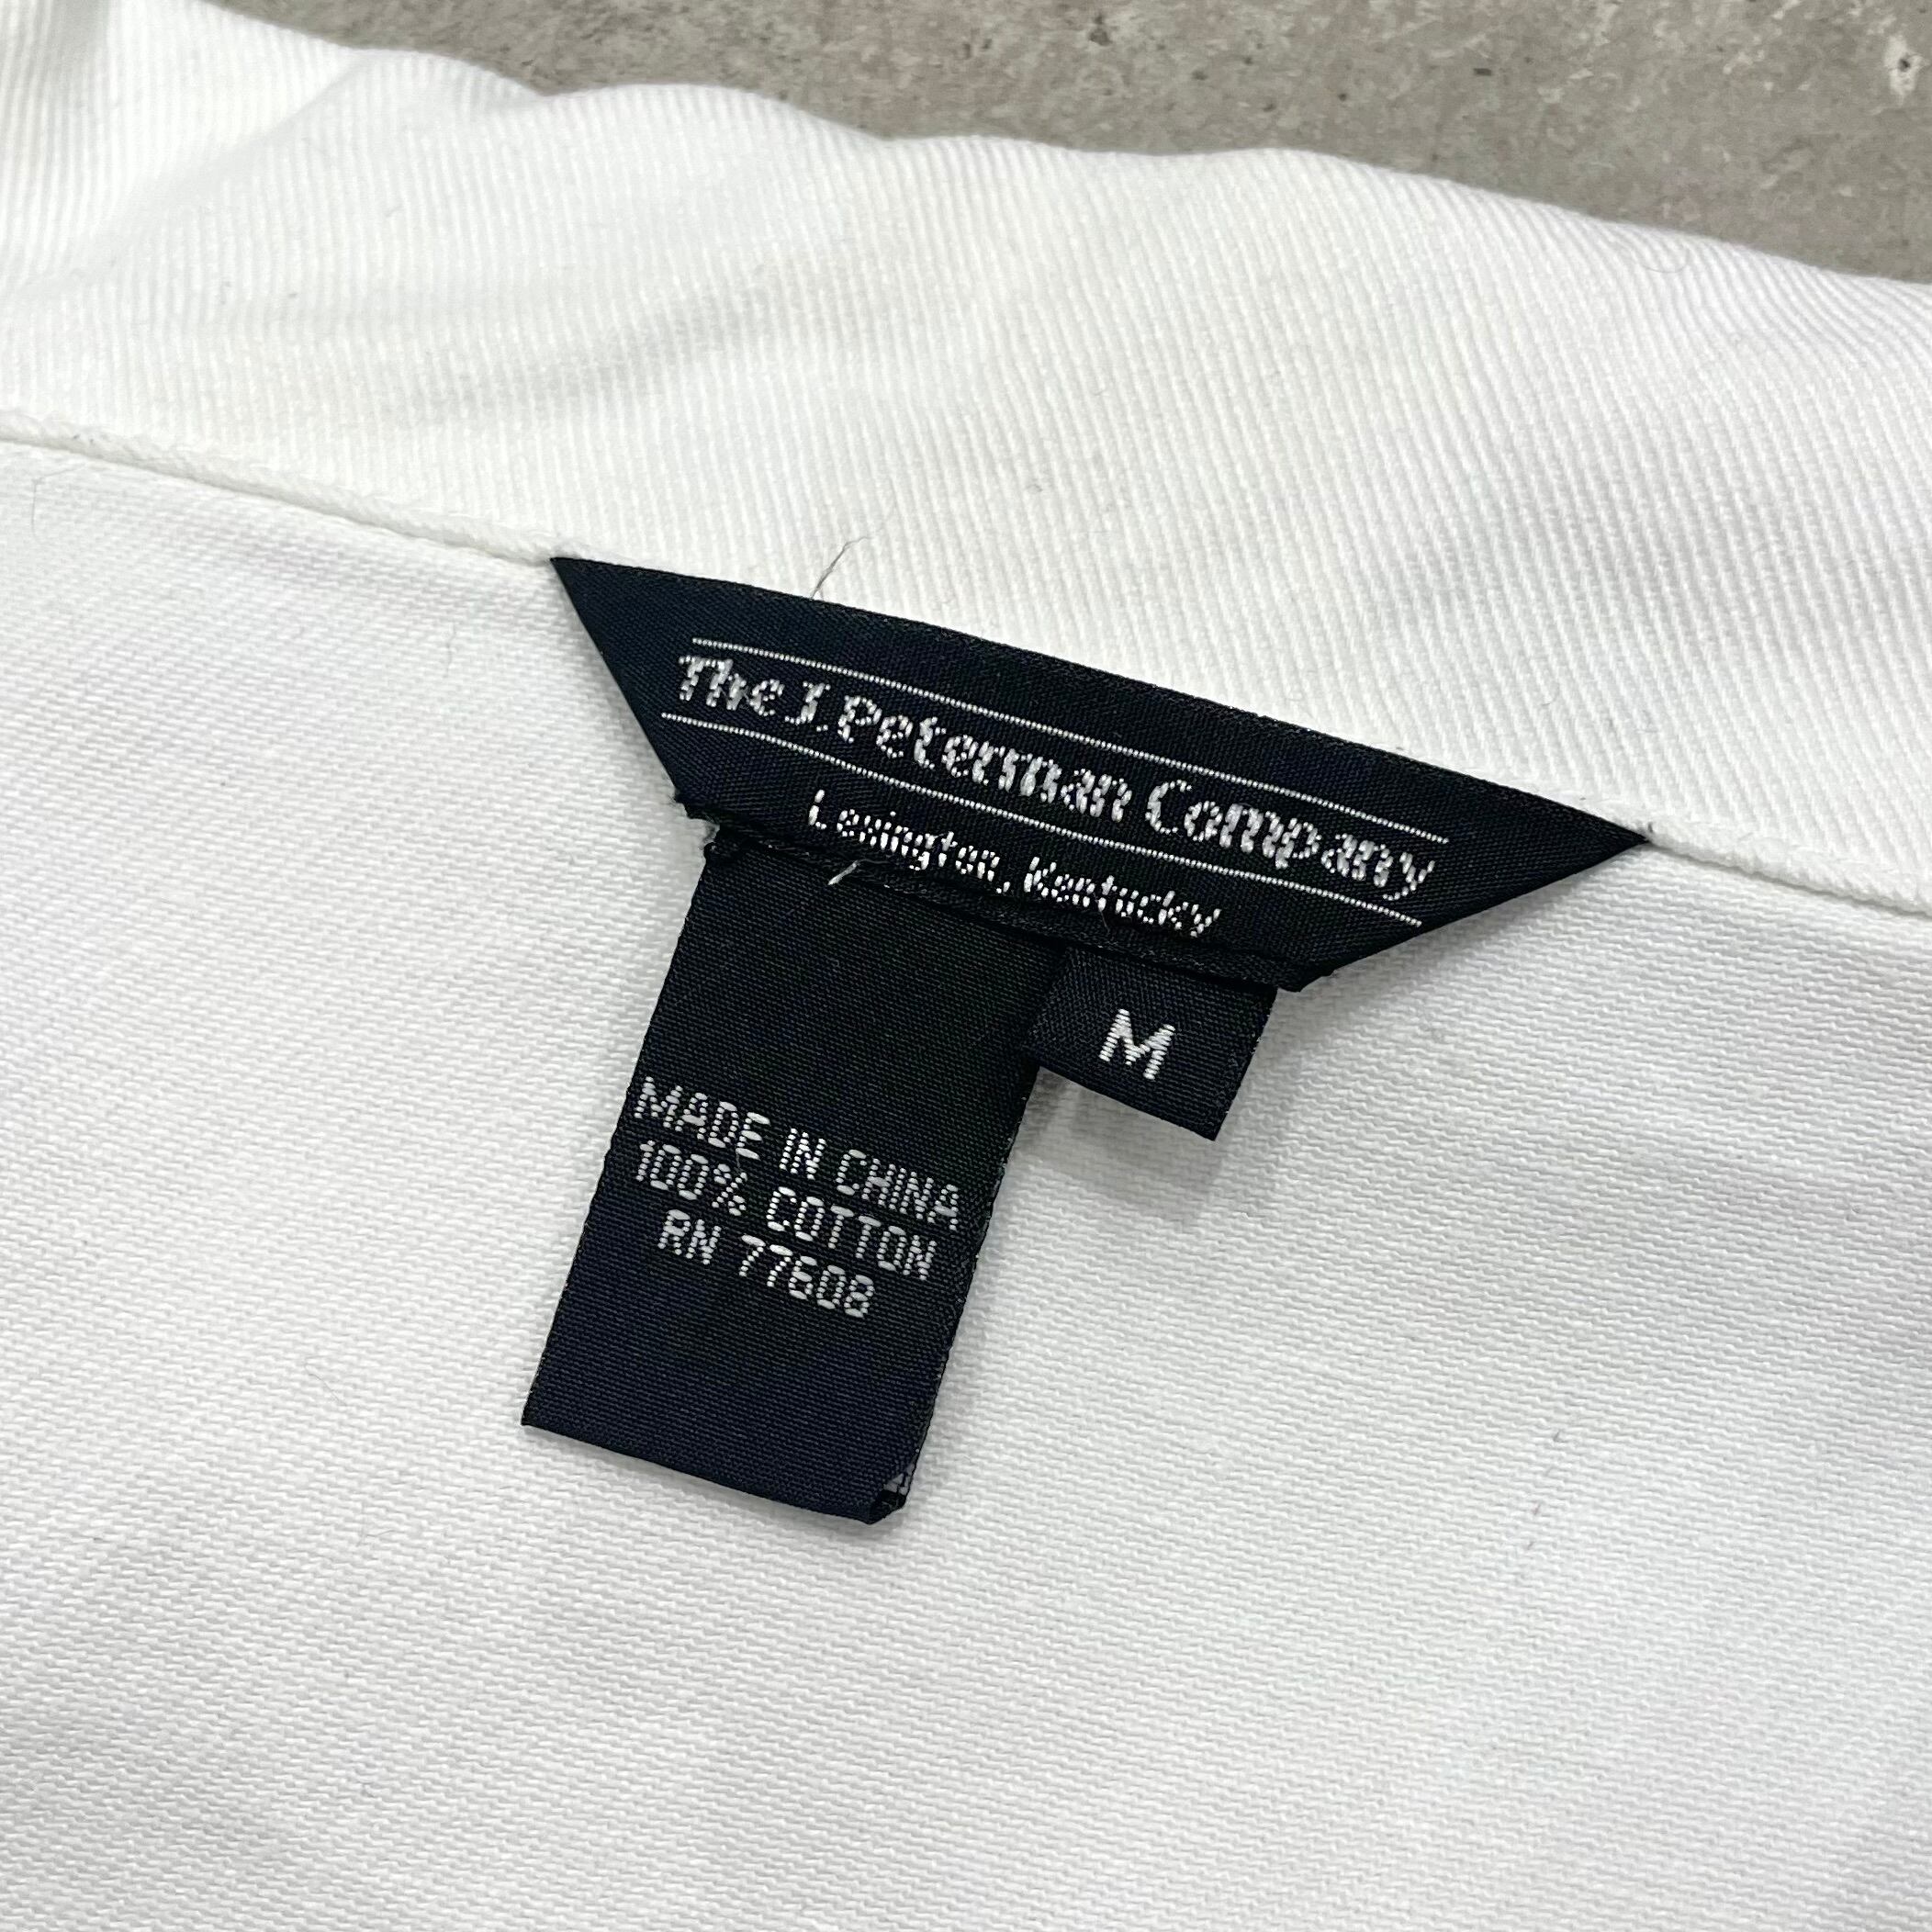 The J. Peterman Company
Lexington, Kentucky
M
MADE IN CHINA
100% COTTON
RN 77608